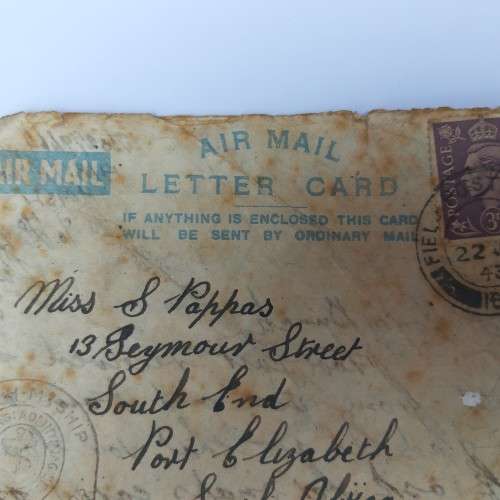 AIR MAIL
AIR MAIL
LETTER CARD
IF ANYTHING IS ENCLOSED THIS CARD
WILL BE SENT BY ORDINARY MAIL
POSTAGE
22
Miss S Pappas
13 Seymour Street
South End
Port Elizabeth